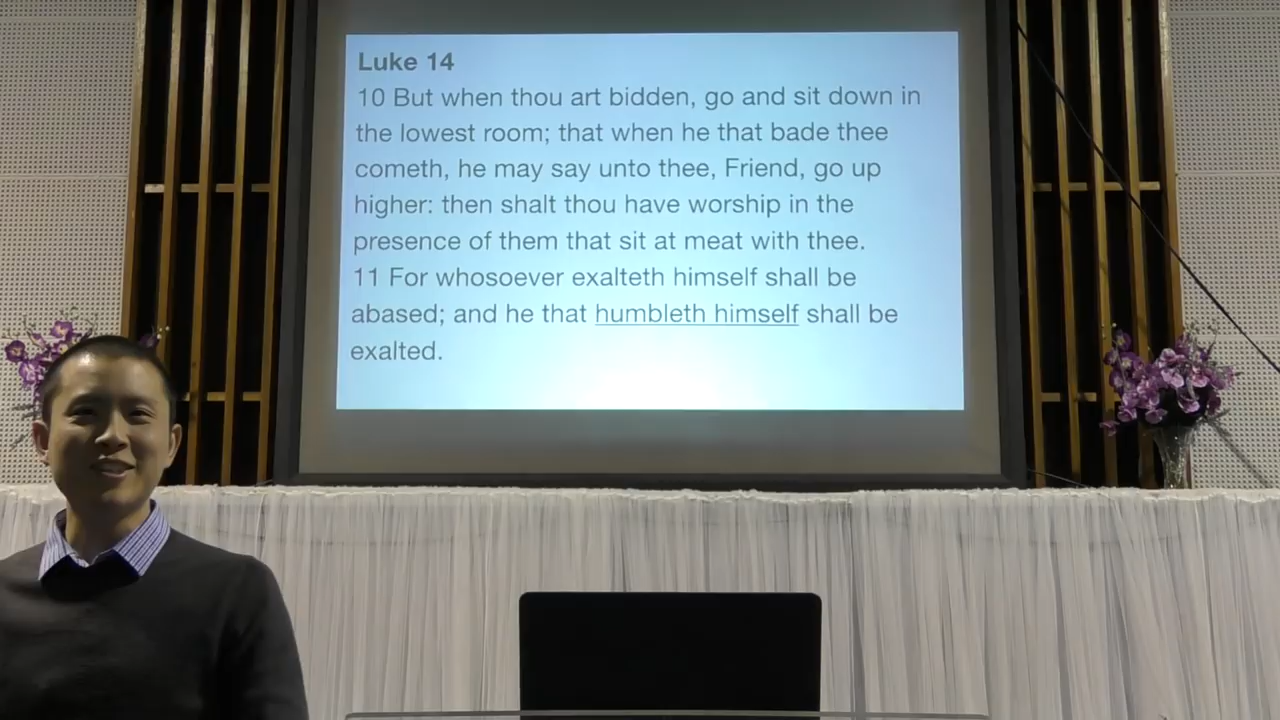 Luke 14
10 But when thou art bidden, go and sit down in
the lowest room; that when he that bade thee
cometh, he may say unto thee, Friend, go up
higher: then shalt thou have worship in the
presence of them that sit at meat with thee.
11 For whosoever exalteth himself shall be
abased; and he that humbleth himself shall be
exalted.